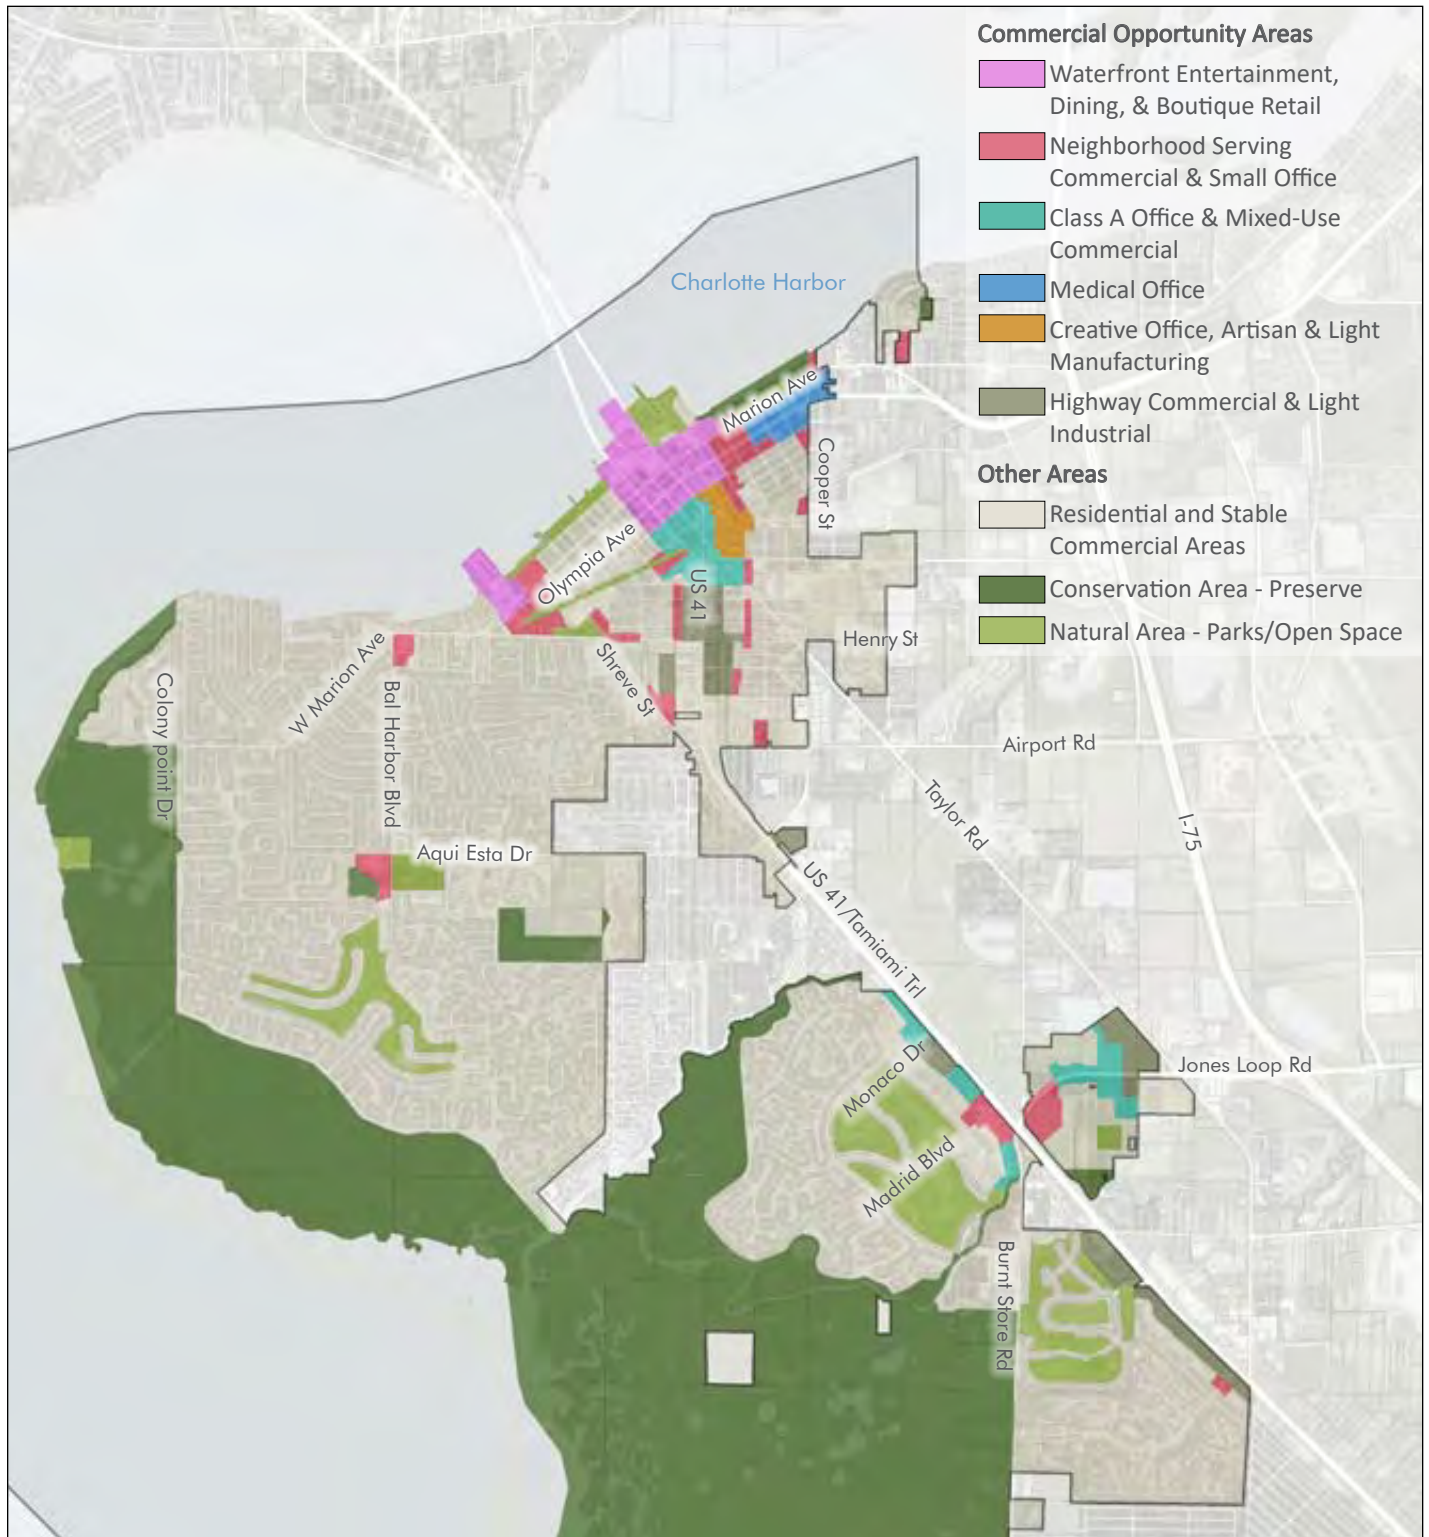 Commercial Opportunity Areas
Waterfront Entertainment,
Dining, & Boutique Retail
Neighborhood Serving
Commercial & Small Office
Class A Office & Mixed-Use
Commercial
Medical Office
Creative Office, Artisan & Light
Manufacturing
Highway Commercial & Light
Industrial
Other Areas
Residential and Stable
Commercial Areas
Conservation Area - Preserve
Natural Area - Parks/Open Space
Charlotte Harbor
Marion Ave
Cooper St
Olympia Ave
US 41
Henry St
W Marion Ave
Shreve St
Colony point Dr
Bal Harbor Blvd
Airport Rd
Taylor Rd
I-75
Aqui Esta Dr
US 41/Tamiami Trl
Monaco Dr
Jones Loop Rd
Madrid Blvd
Burnt Store Rd